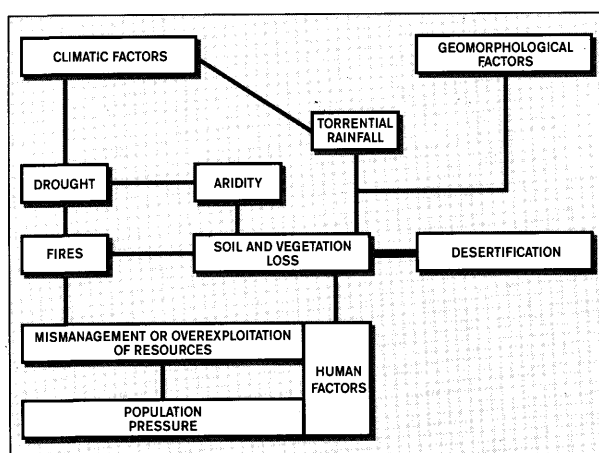 CLIMATIC FACTORS
GEOMORPHOLOGICAL
FACTORS
TORRENTIAL
RAINFALL
DROUGHT
ARIDITY
FIRES
SOIL AND VEGETATION
LOSS
DESERTIFICATION
MISMANAGEMENT OR OVEREXPLOITATION
OF RESOURCES
HUMAN
FACTORS
POPULATION
PRESSURE